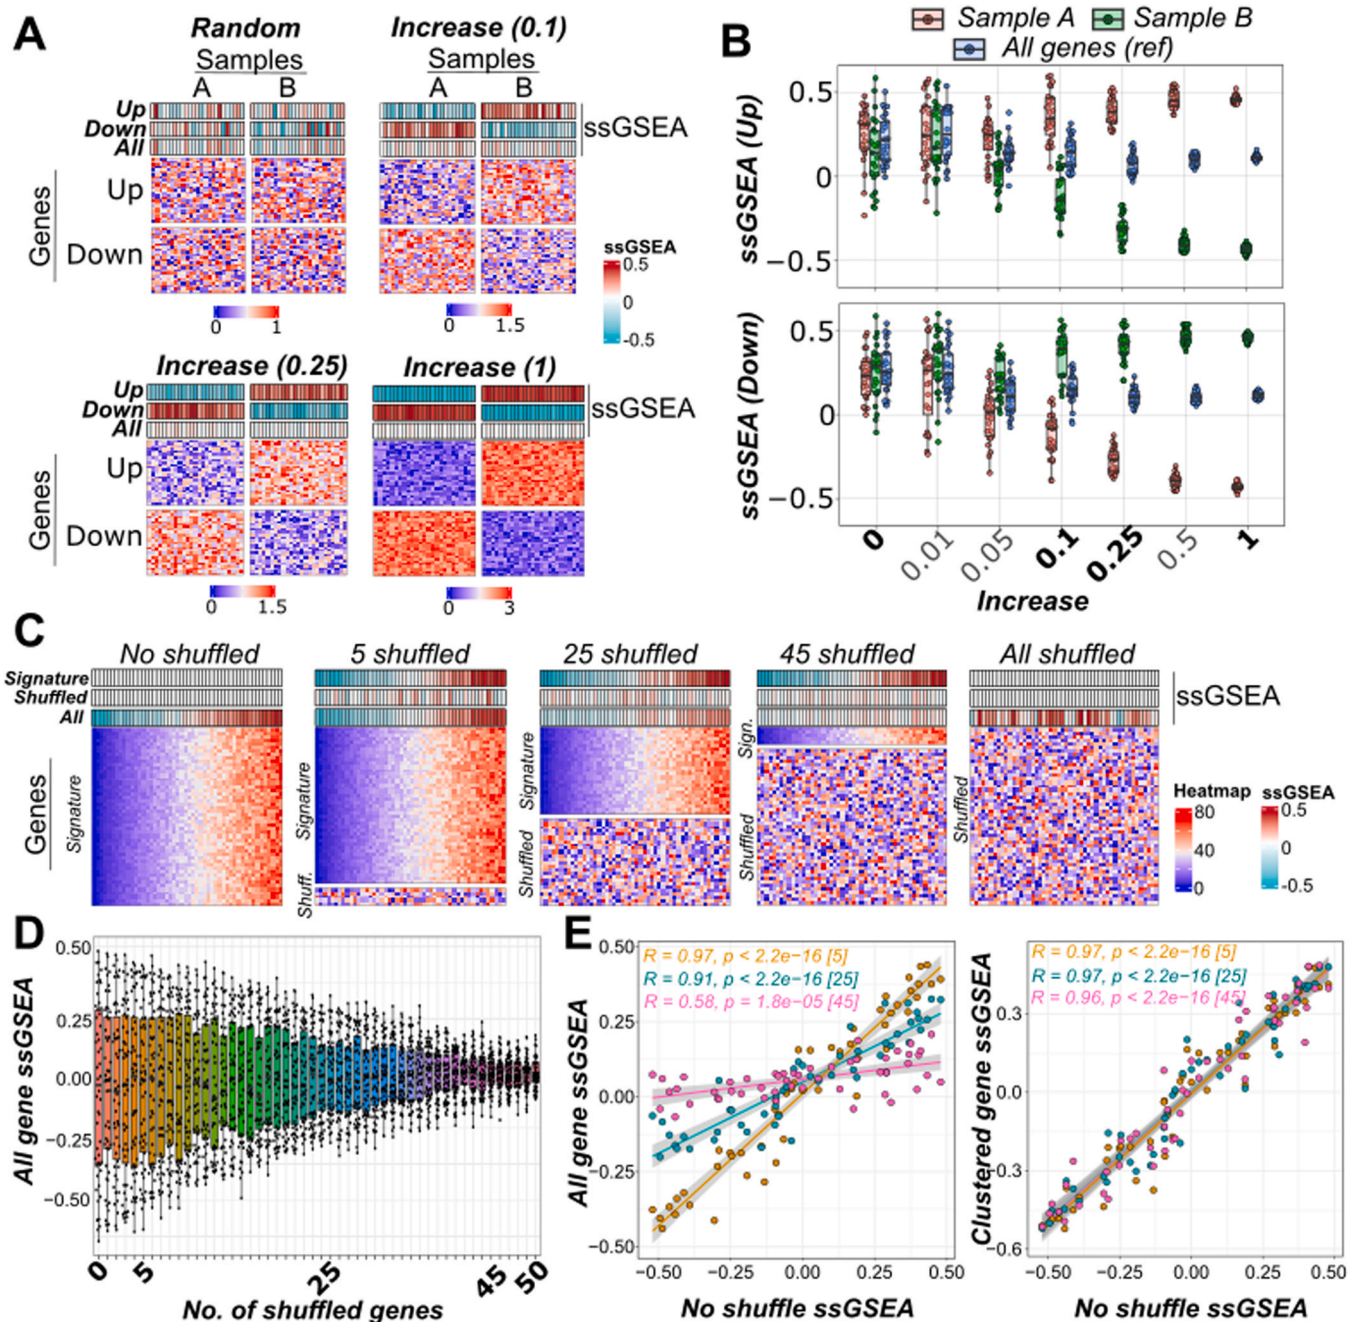 A
Random
Samples
A B
Up
Down
All
Genes
Up
Down
0 1
Increase (0.1)
Samples
A B
ssGSEA
0 1.5
ssGSEA
0.5
0
-0.5
Increase (0.25)
Up
Down
All
Genes
Up
Down
0 1.5
Increase (1)
ssGSEA
0 3
B
Sample A Sample B
All genes (ref)
ssGSEA (Up)
0.5
0
−0.5
ssGSEA (Down)
0.5
0
−0.5
0 0.01 0.05 0.1 0.25 0.5 1
Increase
C
No shuffled 5 shuffled 25 shuffled 45 shuffled All shuffled
Signature
Shuffled
All
ssGSEA
Genes
Signature
Signature
Shuff.
Signature
Shuffled
Sign.
Shuffled
Shuffled
Heatmap
80
40
0
ssGSEA
0.5
0
-0.5
D
All gene ssGSEA
0.50
0.25
0.00
−0.25
−0.50
0 5 25 45 50
No. of shuffled genes
E
All gene ssGSEA
0.50
0.25
0.00
−0.25
−0.50
R = 0.97, p < 2.2e−16 [5]
R = 0.91, p < 2.2e−16 [25]
R = 0.58, p = 1.8e−05 [45]
−0.50 −0.25 0.00 0.25 0.50
No shuffle ssGSEA
Clustered gene ssGSEA
0.3
0.0
−0.3
−0.6
R = 0.97, p < 2.2e−16 [5]
R = 0.97, p < 2.2e−16 [25]
R = 0.96, p < 2.2e−16 [45]
−0.50 −0.25 0.00 0.25 0.50
No shuffle ssGSEA